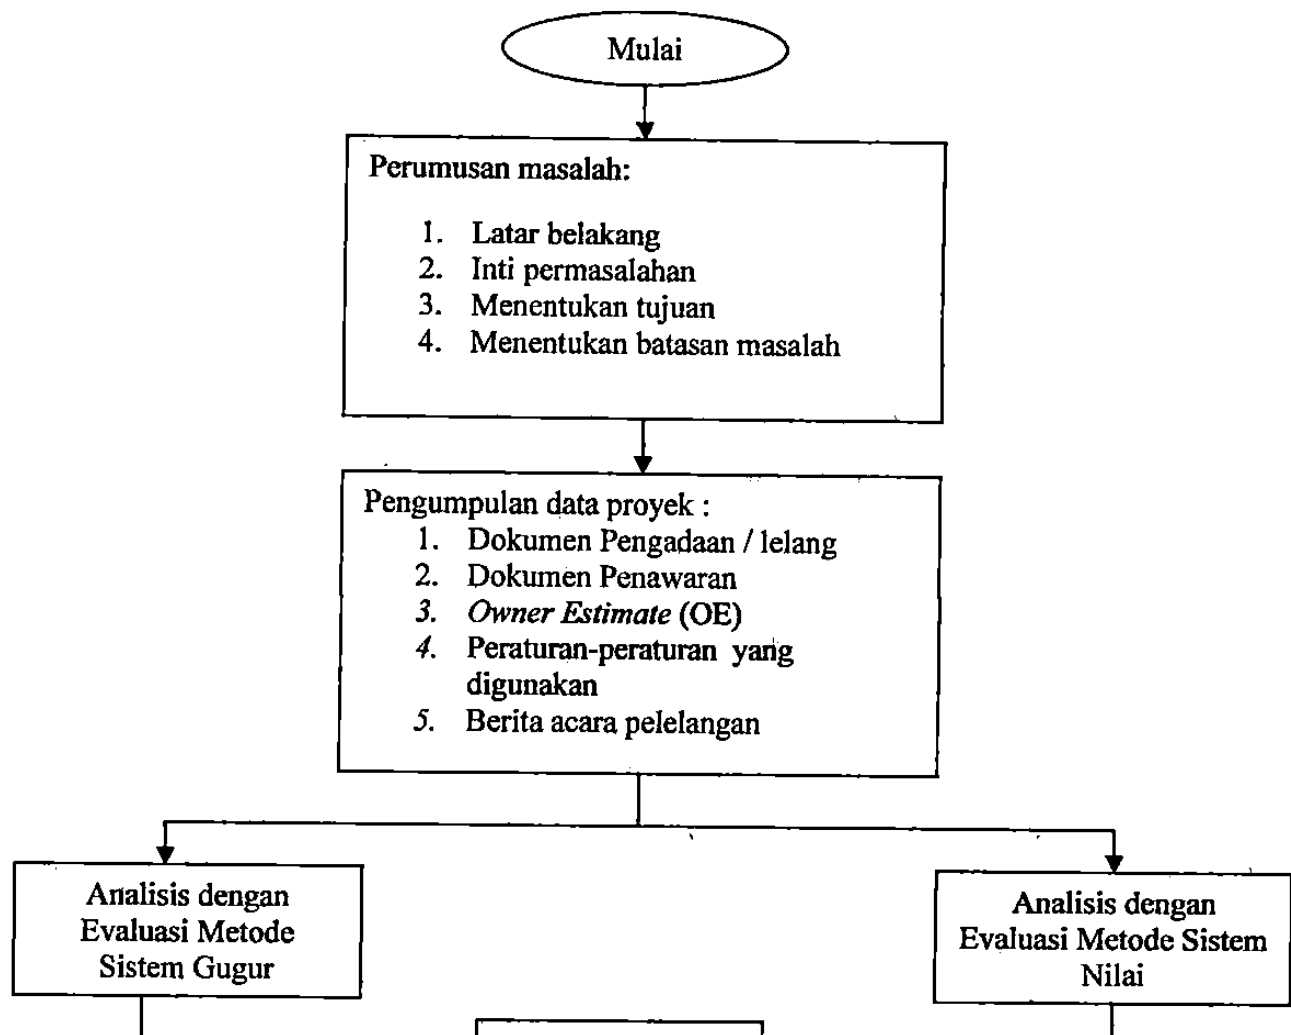 Mulai
Perumusan masalah:
1. Latar belakang
2. Inti permasalahan
3. Menentukan tujuan
4. Menentukan batasan masalah
Pengumpulan data proyek :
1. Dokumen Pengadaan / lelang
2. Dokumen Penawaran
3. Owner Estimate (OE)
4. Peraturan-peraturan yang
digunakan
5. Berita acara pelelangan
Analisis dengan
Evaluasi Metode
Sistem Gugur
Analisis dengan
Evaluasi Metode Sistem
Nilai